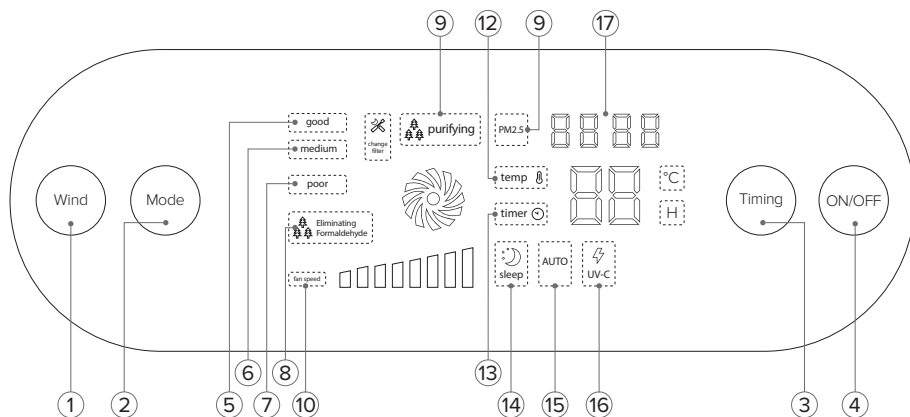 9 12 9 17
good
change
filter
purifying
PM2.5
8888
medium
poor
temp
88
°C
Wind
Mode
Timing
ON/OFF
Eliminating
Formaldehyde
timer
H
fan speed
sleep
AUTO
UV-C
1 2 5 6 7 8 10 13 14 15 16 3 4